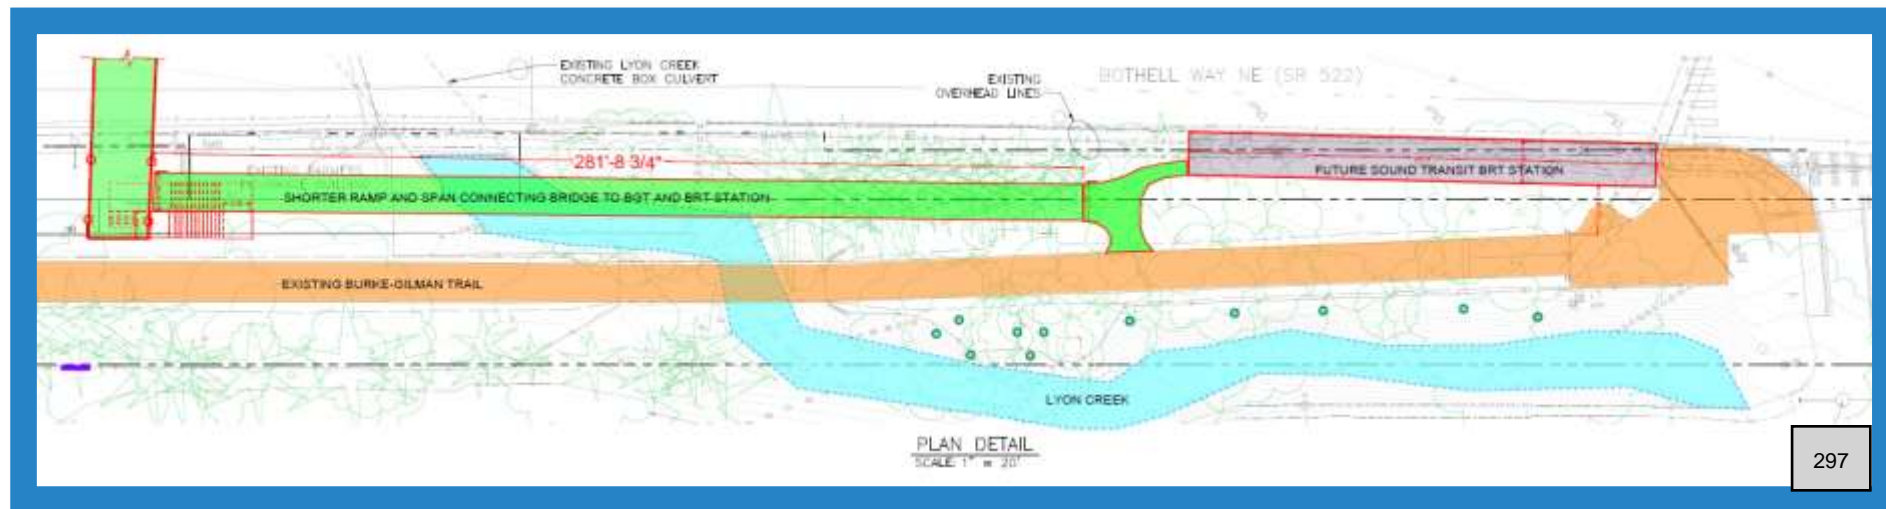 EXISTING LYON CREEK
CONCRETE BOX CULVERT
EXISTING
OVERHEAD LINES
BOTHELL WAY NE (SR 522)
281'-8 3/4"
FUTURE SOUND TRANSIT BRT STATION
SHORTER RAMP AND SPAN CONNECTING BRIDGE TO BGT AND BRT STATION
EXISTING BURKE-GILMAN TRAIL
LYON CREEK
PLAN DETAIL
SCALE: 1" = 20'
297